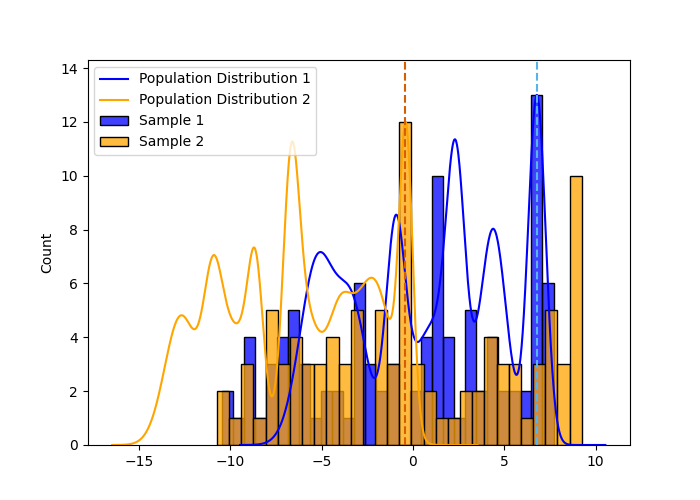 Population Distribution 1
Population Distribution 2
Sample 1
Sample 2
Count
14
12
10
8
6
4
2
0
−15
−10
−5
0
5
10